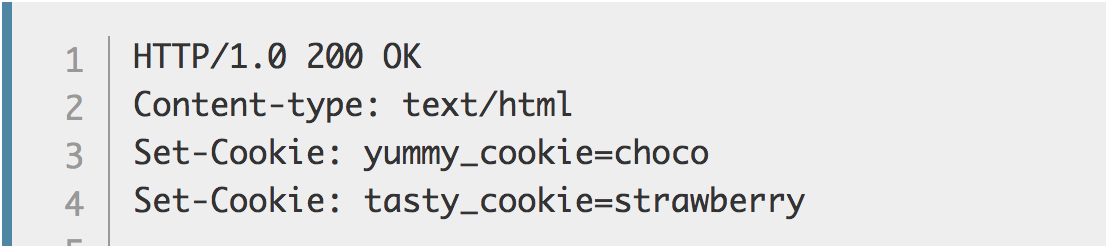 1 HTTP/1.0 200 OK
2 Content-type: text/html
3 Set-Cookie: yummy_cookie=choco
4 Set-Cookie: tasty_cookie=strawberry